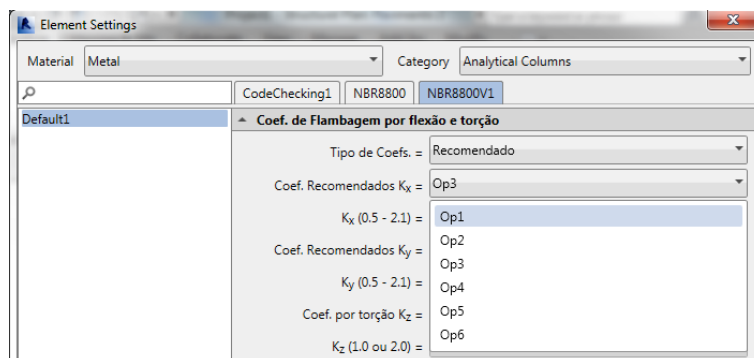 Element Settings
Material Metal Category Analytical Columns
CodeChecking1 NBR8800 NBR8800V1
Default1
Coef. de Flambagem por flexão e torção
Tipo de Coefs. = Recomendado
Coef. Recomendados Kx = Op3
Kx (0.5 - 2.1) =
Op1
Coef. Recomendados Ky =
Op2
Op3
Ky (0.5 - 2.1) =
Op4
Coef. por torção Kz =
Op5
Kz (1.0 ou 2.0) =
Op6